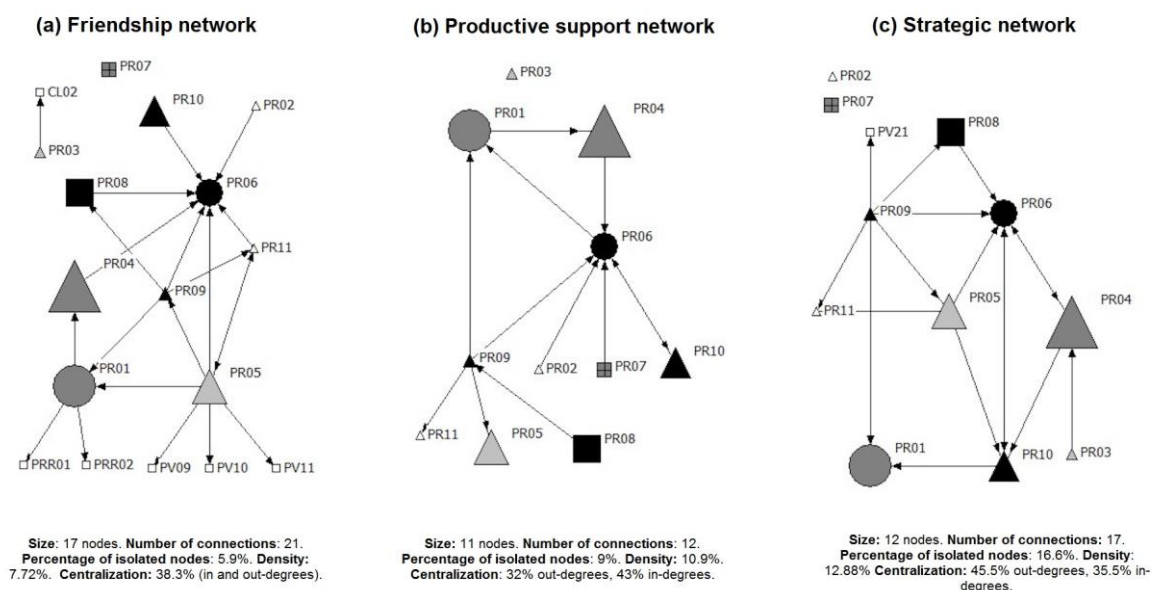 (a) Friendship network
(b) Productive support network
(c) Strategic network
PR07
CL02
PR10
PR02
PR03
PR08
PR06
PR11
PR04
PR09
PR01
PR05
PRR01
PRR02
PV09
PV10
PV11
PR03
PR01
PR04
PR06
PR09
PR02
PR07
PR10
PR11
PR05
PR08
PR02
PR07
PV21
PR08
PR09
PR06
PR11
PR05
PR04
PR01
PR10
PR03
Size: 17 nodes. Number of connections: 21.
Percentage of isolated nodes: 5.9%. Density:
7.72%. Centralization: 38.3% (in and out-degrees).
Size: 11 nodes. Number of connections: 12.
Percentage of isolated nodes: 9%. Density: 10.9%.
Centralization: 32% out-degrees, 43% in-degrees.
Size: 12 nodes. Number of connections: 17.
Percentage of isolated nodes: 16.6%. Density:
12.88% Centralization: 45.5% out-degrees, 35.5% in-
degrees.